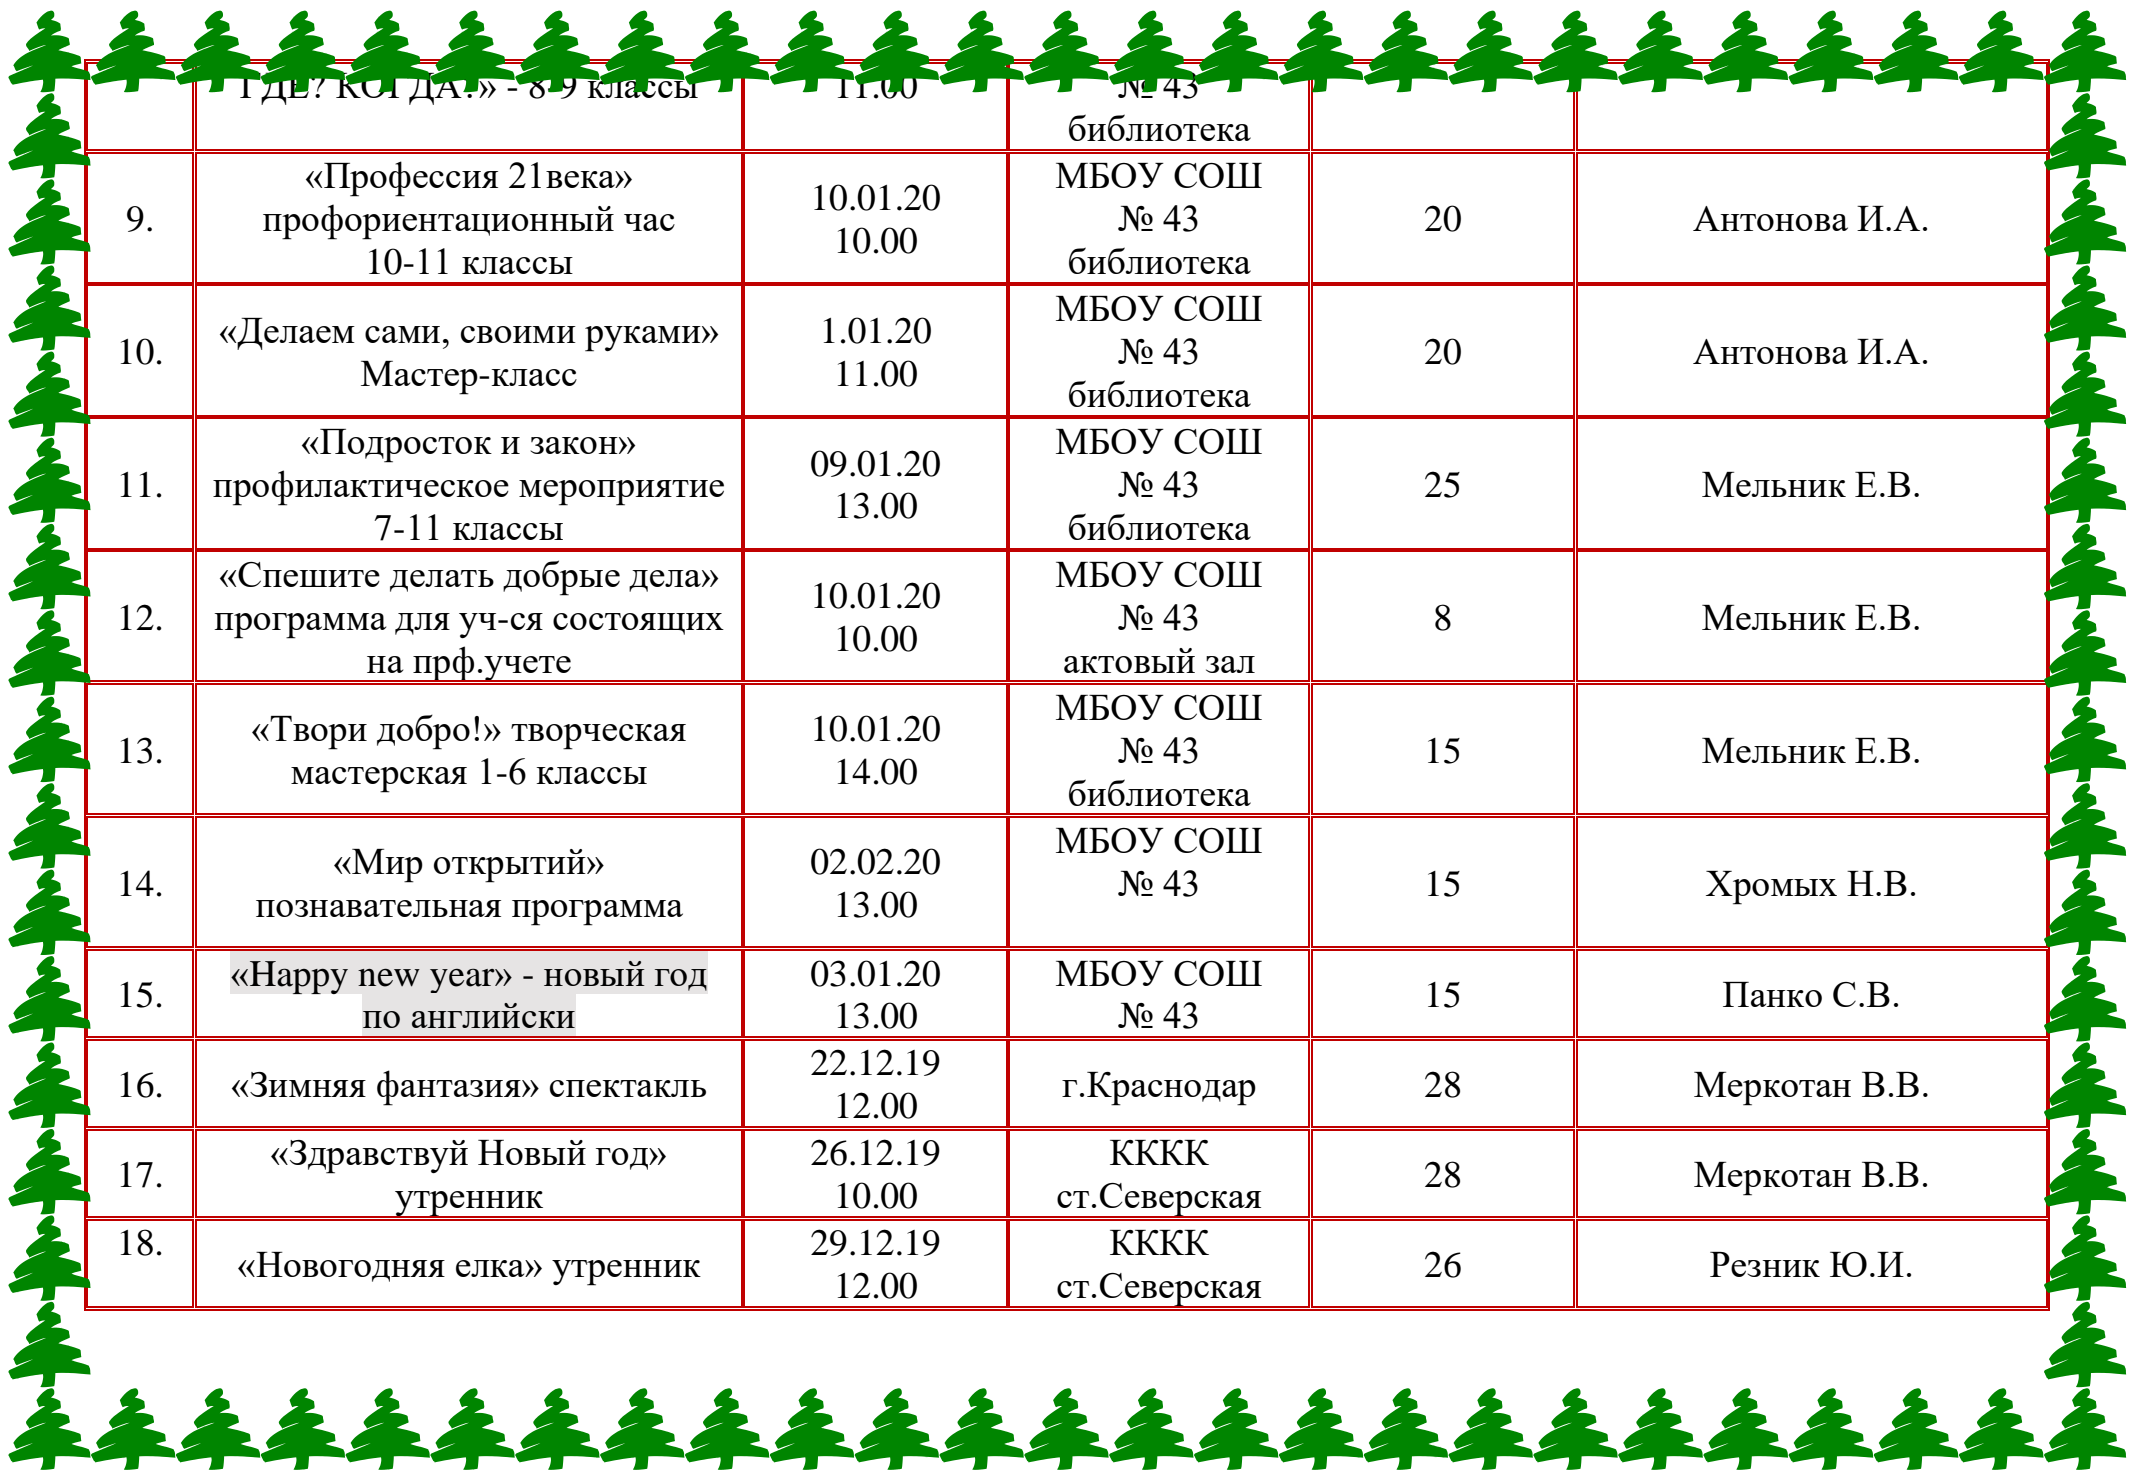 ГДЕ? КОГДА?» - 8-9 классы
11.00
№ 43
библиотека
9.
«Профессия 21века»
профориентационный час
10-11 классы
10.01.20
10.00
МБОУ СОШ
№ 43
библиотека
20
Антонова И.А.
10.
«Делаем сами, своими руками»
Мастер-класс
1.01.20
11.00
МБОУ СОШ
№ 43
библиотека
20
Антонова И.А.
11.
«Подросток и закон»
профилактическое мероприятие
7-11 классы
09.01.20
13.00
МБОУ СОШ
№ 43
библиотека
25
Мельник Е.В.
12.
«Спешите делать добрые дела»
программа для уч-ся состоящих
на прф.учете
10.01.20
10.00
МБОУ СОШ
№ 43
актовый зал
8
Мельник Е.В.
13.
«Твори добро!» творческая
мастерская 1-6 классы
10.01.20
14.00
МБОУ СОШ
№ 43
библиотека
15
Мельник Е.В.
14.
«Мир открытий»
познавательная программа
02.02.20
13.00
МБОУ СОШ
№ 43
15
Хромых Н.В.
15.
«Happy new year» - новый год
по английски
03.01.20
13.00
МБОУ СОШ
№ 43
15
Панко С.В.
16.
«Зимняя фантазия» спектакль
22.12.19
12.00
г.Краснодар
28
Меркотан В.В.
17.
«Здравствуй Новый год»
утренник
26.12.19
10.00
КККК
ст.Северская
28
Меркотан В.В.
18.
«Новогодняя елка» утренник
29.12.19
12.00
КККК
ст.Северская
26
Резник Ю.И.